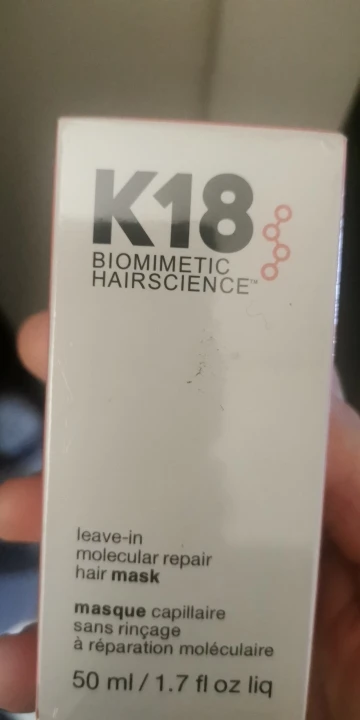 K18
BIOMIMETIC
HAIRSCIENCE™
leave-in
molecular repair
hair mask
masque capillaire
sans rinçage
à réparation moléculaire
50 ml / 1.7 fl oz liq